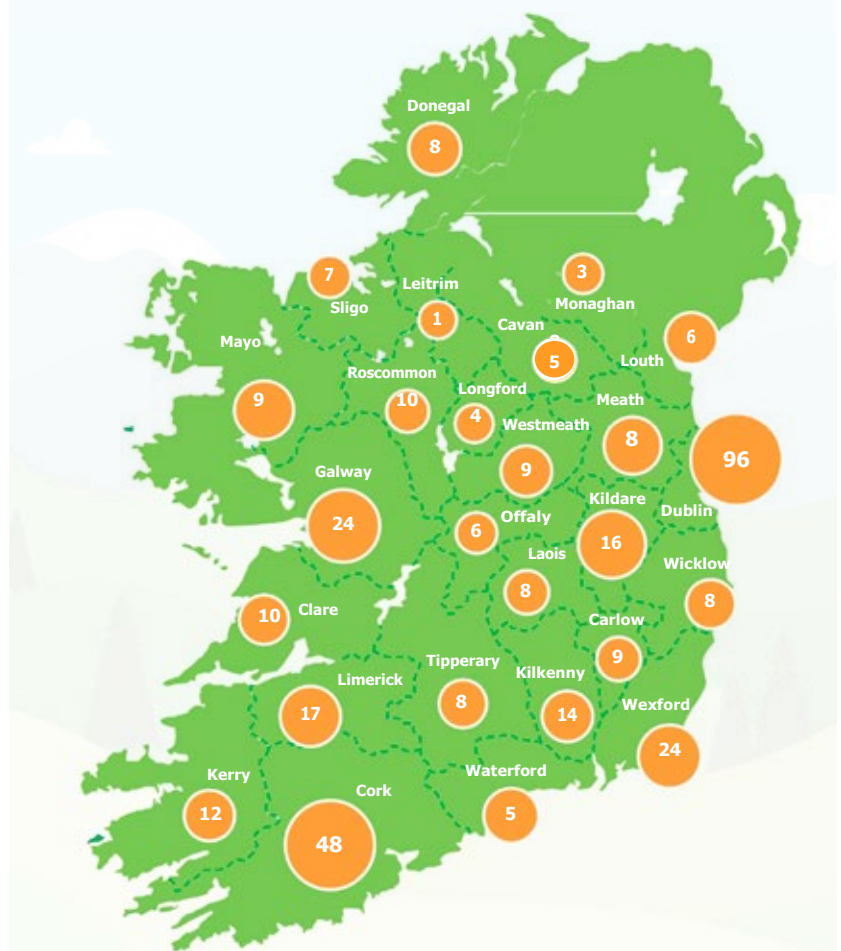 Donegal
8
7
Sligo
Leitrim
1
3
Monaghan
Cavan
5
6
Louth
Mayo
9
Roscommon
10
Longford
4
Westmeath
9
Meath
8
96
Dublin
Galway
24
Offaly
6
Kildare
16
Laois
8
Wicklow
8
10
Clare
Carlow
9
Limerick
17
Tipperary
8
Kilkenny
14
Wexford
24
Kerry
12
Cork
48
Waterford
5